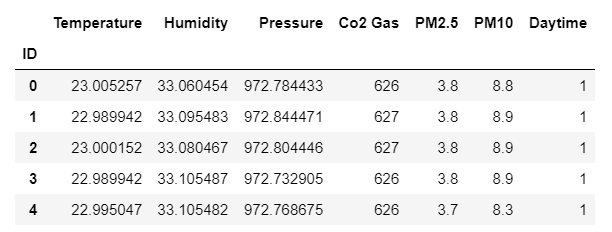 Temperature Humidity Pressure Co2 Gas PM2.5 PM10 Daytime
ID
0 23.005257 33.060454 972.784433 626 3.8 8.8 1
1 22.989942 33.095483 972.844471 627 3.8 8.9 1
2 23.000152 33.080467 972.804446 627 3.8 8.9 1
3 22.989942 33.105487 972.732905 626 3.8 8.9 1
4 22.995047 33.105482 972.768675 626 3.7 8.3 1